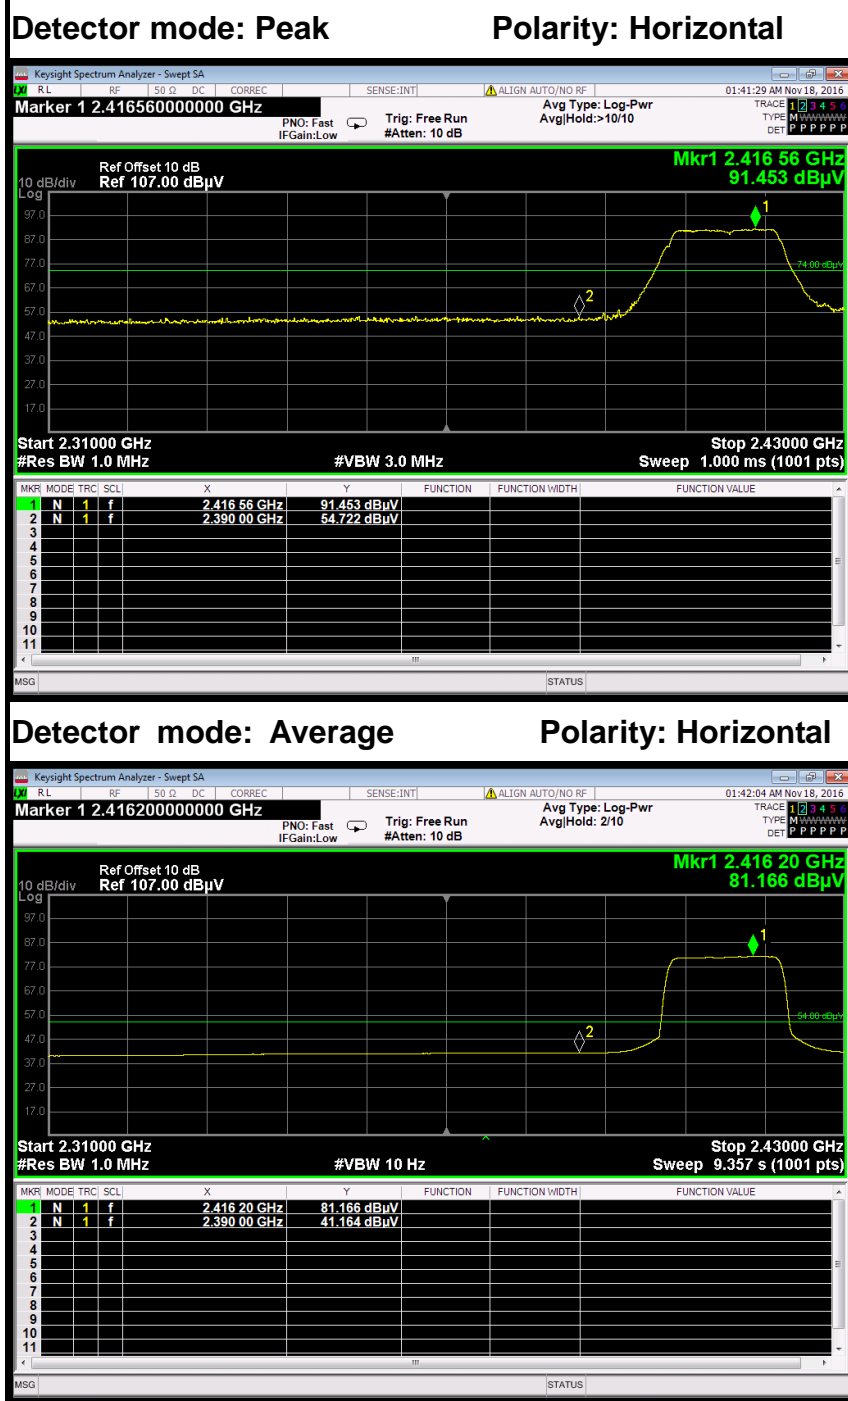 Detector mode: Peak Polarity: Horizontal
Keysight Spectrum Analyzer - Swept SA
LXI RL RF 50 Ω DC CORREC SENSE:INT ALIGN AUTO/NO RF 01:41:29 AM Nov 18, 2016
Marker 1 2.416560000000 GHz
PNO: Fast
IFGain:Low
Trig: Free Run
#Atten: 10 dB
Avg Type: Log-Pwr
Avg|Hold:>10/10
TRACE 1 2 3 4 5 6
TYPE M WWWWW
DET P P P P P P
Mkr1 2.416 56 GHz
91.453 dBµV
Ref Offset 10 dB
10 dB/div Ref 107.00 dBµV
Log
97.0
1
87.0
77.0
74.00 dBµV
67.0
2
57.0
47.0
37.0
27.0
17.0
Start 2.31000 GHz Stop 2.43000 GHz
#Res BW 1.0 MHz #VBW 3.0 MHz Sweep 1.000 ms (1001 pts)
MKR MODE TRC SCL X Y FUNCTION FUNCTION WIDTH FUNCTION VALUE
1 N 1 f 2.416 56 GHz 91.453 dBµV
2 N 1 f 2.390 00 GHz 54.722 dBµV
3
4
5
6
7
8
9
10
11
MSG STATUS
Detector mode: Average Polarity: Horizontal
Keysight Spectrum Analyzer - Swept SA
LXI RL RF 50 Ω DC CORREC SENSE:INT ALIGN AUTO/NO RF 01:42:04 AM Nov 18, 2016
Marker 1 2.416200000000 GHz
PNO: Fast
IFGain:Low
Trig: Free Run
#Atten: 10 dB
Avg Type: Log-Pwr
Avg|Hold: 2/10
TRACE 1 2 3 4 5 6
TYPE M WWWWW
DET P P P P P P
Mkr1 2.416 20 GHz
81.166 dBµV
Ref Offset 10 dB
10 dB/div Ref 107.00 dBµV
Log
97.0
1
87.0
77.0
67.0
57.0
54.00 dBµV
2
47.0
37.0
27.0
17.0
Start 2.31000 GHz Stop 2.43000 GHz
#Res BW 1.0 MHz #VBW 10 Hz Sweep 9.357 s (1001 pts)
MKR MODE TRC SCL X Y FUNCTION FUNCTION WIDTH FUNCTION VALUE
1 N 1 f 2.416 20 GHz 81.166 dBµV
2 N 1 f 2.390 00 GHz 41.164 dBµV
3
4
5
6
7
8
9
10
11
MSG STATUS